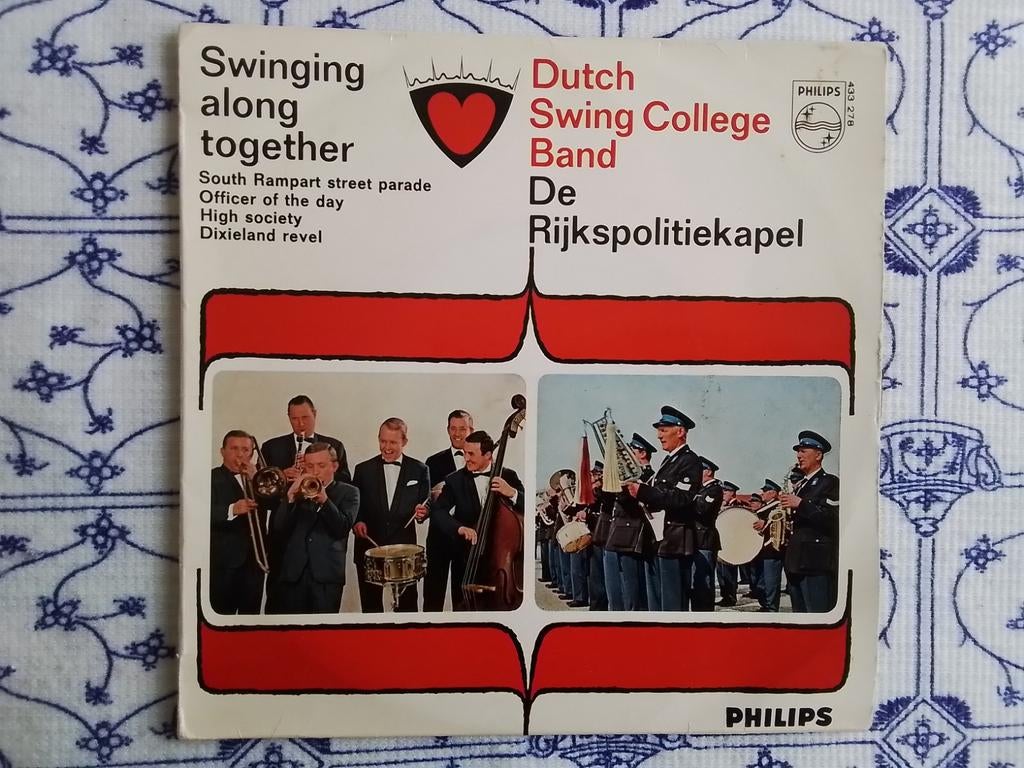 Swinging
along
together
South Rampart street parade
Officer of the day
High society
Dixieland revel
Dutch
Swing College
Band
De
Rijkspolitiekapel
PHILIPS
433 278
PHILIPS